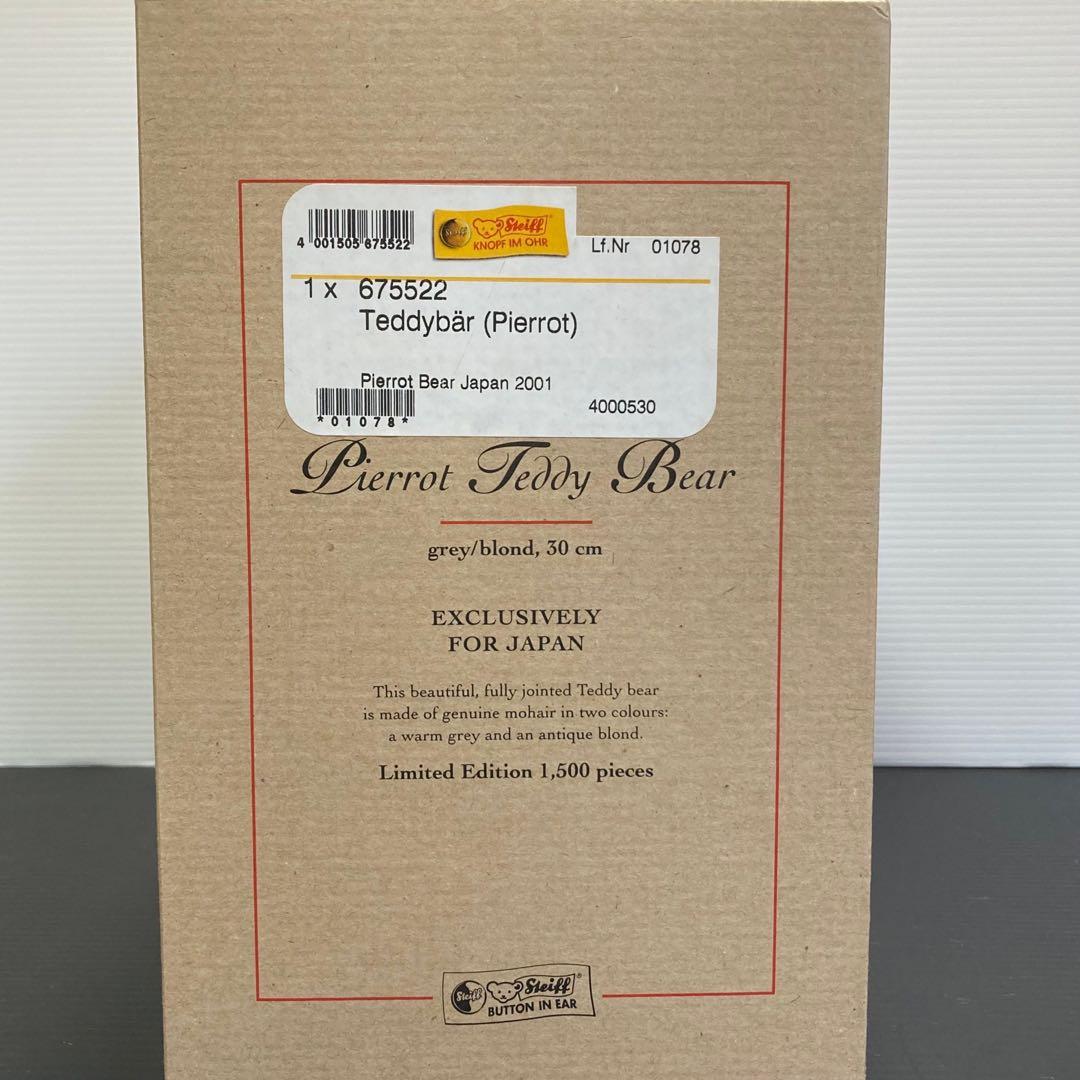 4 001505 675522
Steiff
Steiff
KNOPF IM OHR
Lf.Nr 01078
1 x 675522
Teddybär (Pierrot)
Pierrot Bear Japan 2001
*01078*
4000530
Pierrot Teddy Bear
grey/blond, 30 cm
EXCLUSIVELY
FOR JAPAN
This beautiful, fully jointed Teddy bear
is made of genuine mohair in two colours:
a warm grey and an antique blond.
Limited Edition 1,500 pieces
Steiff
Steiff®
BUTTON IN EAR